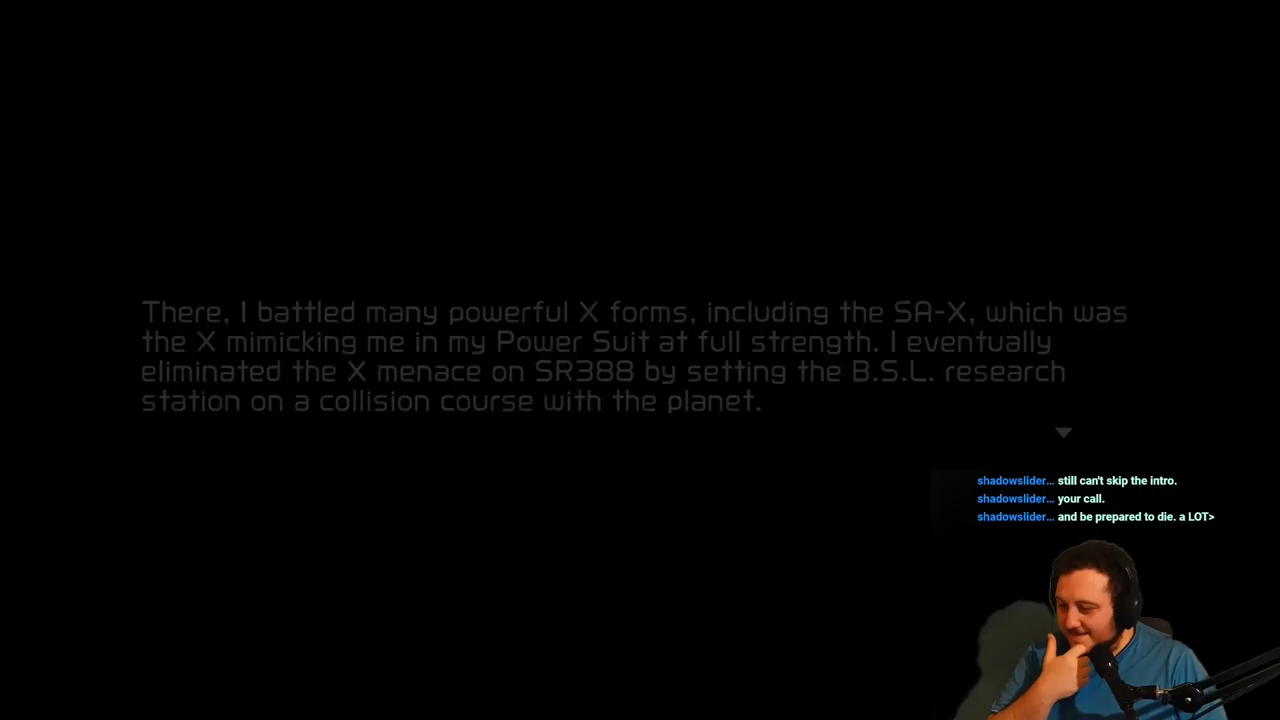 There, I battled many powerful X forms, including the SA-X, which was
the X mimicking me in my Power Suit at full strength. I eventually
eliminated the X menace on SR388 by setting the B.S.L. research
station on a collision course with the planet.
shadowslider… still can't skip the intro.
shadowslider… your call.
shadowslider… and be prepared to die. a LOT>